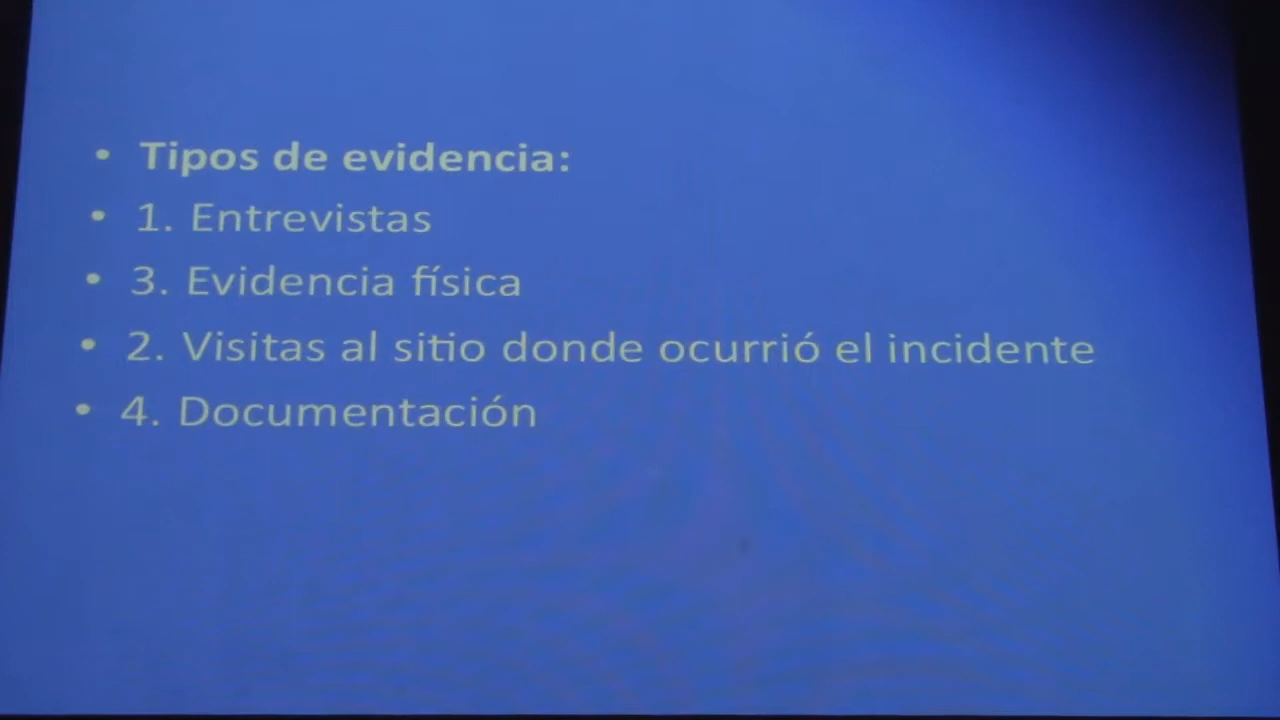 • Tipos de evidencia:
• 1. Entrevistas
• 3. Evidencia física
• 2. Visitas al sitio donde ocurrió el incidente
• 4. Documentación